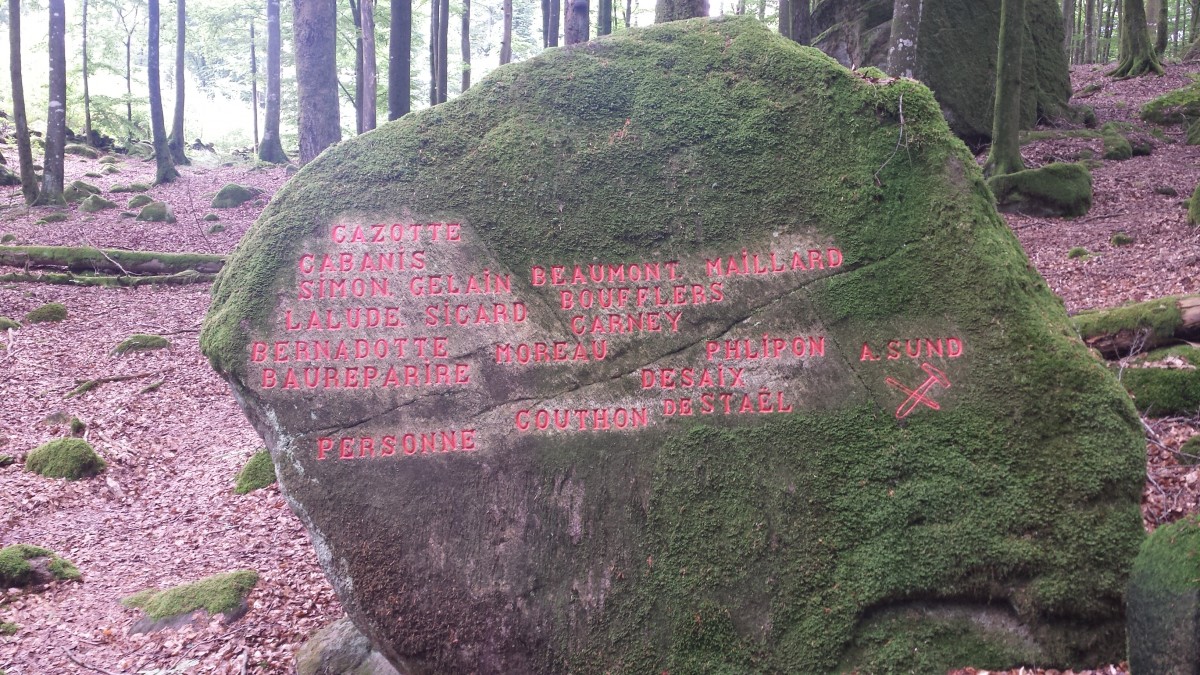 CAZOTTE
CABANIS
SIMON. GELAIN BEAUMONT. MAILLARD
LALUDE. SICARD BOUFFLERS
CARNEY
BERNADOTTE MOREAU PHLIPON A. SUND
BAUREPARIRE DESAIX
COUTHON DE STAËL
PERSONNE